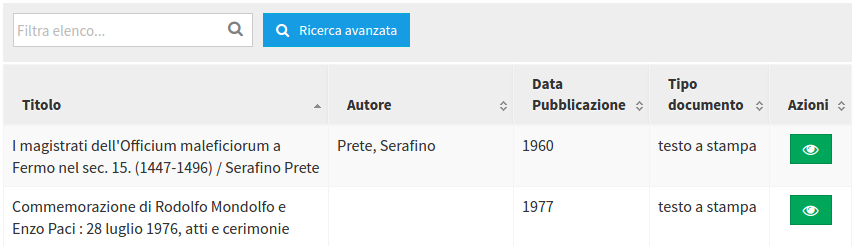 Filtra elenco...
Ricerca avanzata
Titolo
Autore
Data
Pubblicazione
Tipo
documento
Azioni
I magistrati dell'Officium maleficiorum a
Fermo nel sec. 15. (1447-1496) / Serafino Prete
Prete, Serafino
1960
testo a stampa
Commemorazione di Rodolfo Mondolfo e
Enzo Paci : 28 luglio 1976, atti e cerimonie
1977
testo a stampa